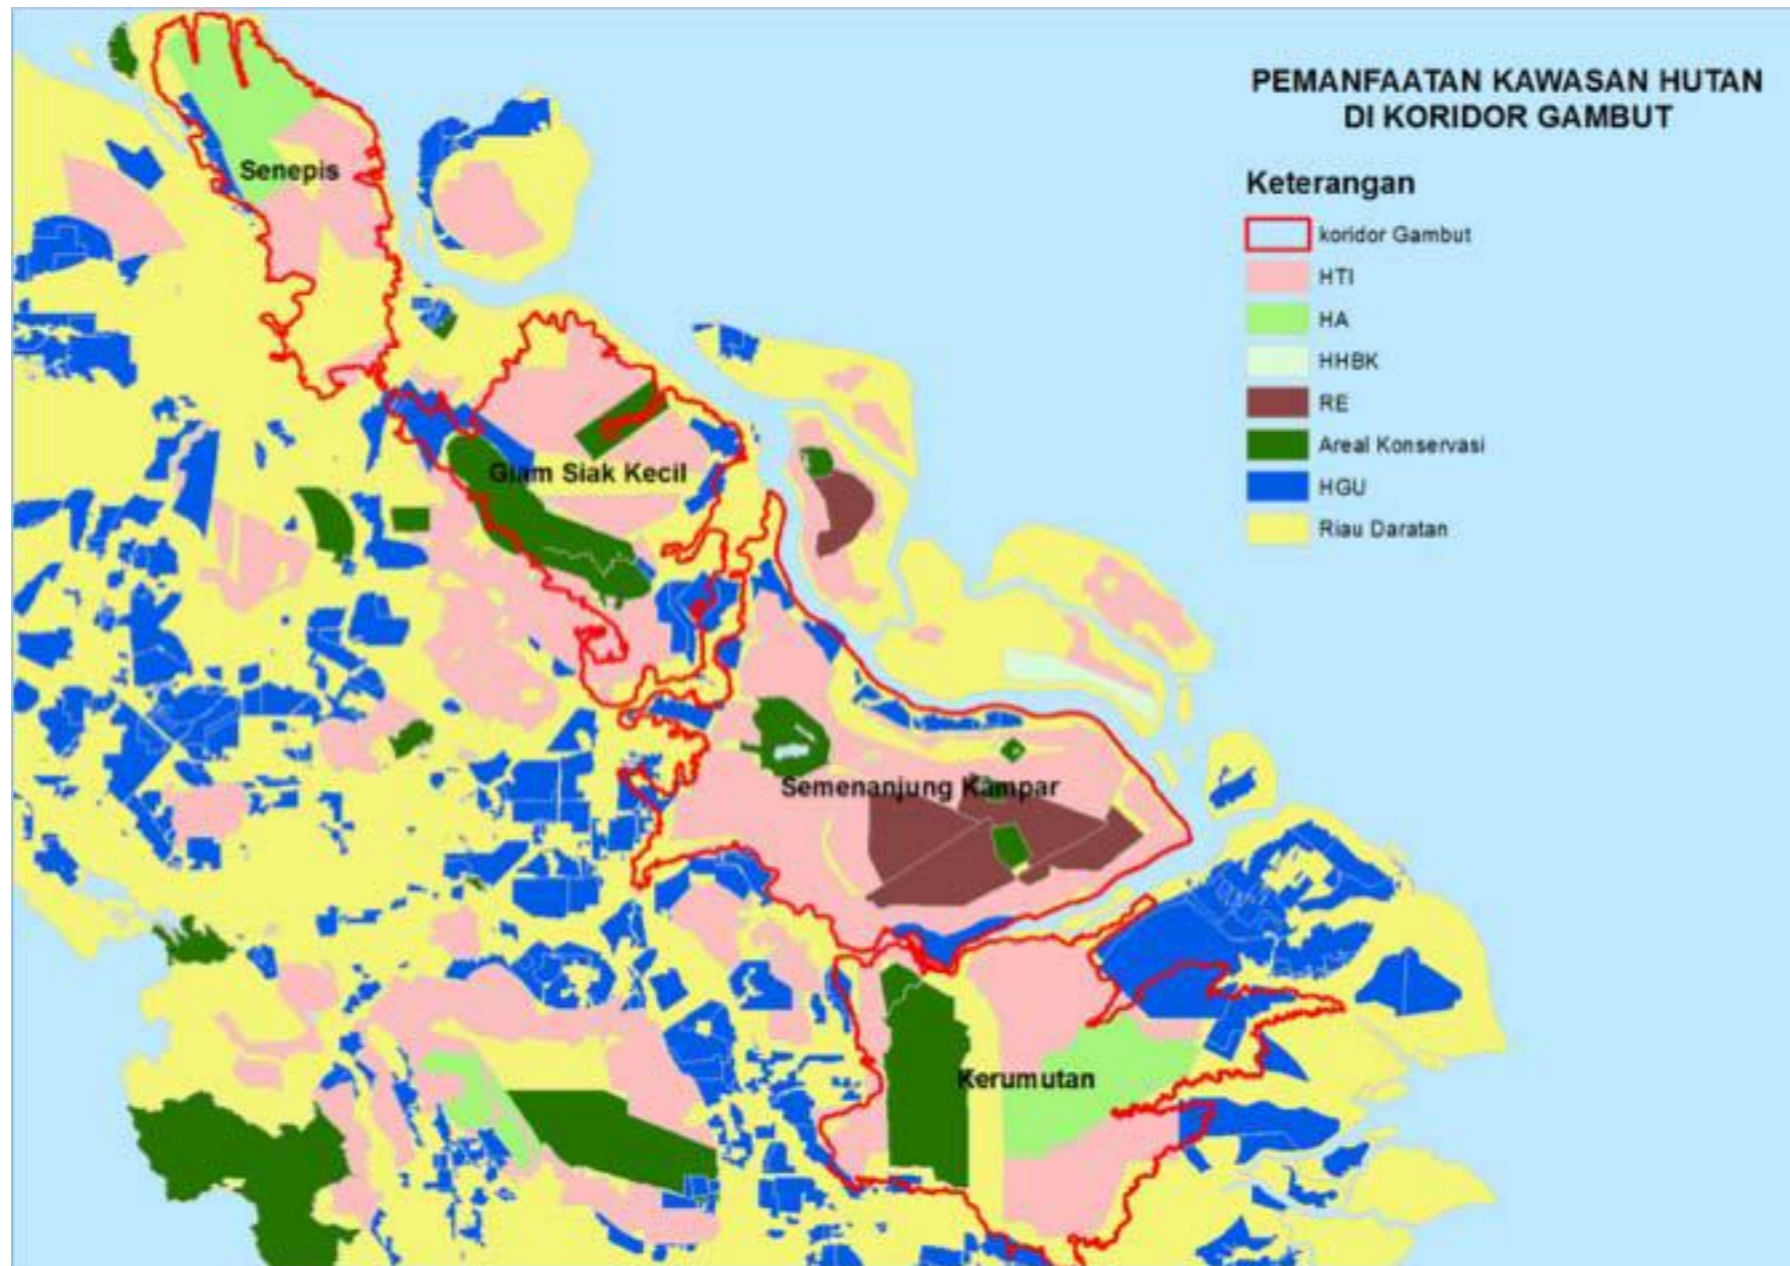 PEMANFAATAN KAWASAN HUTAN
DI KORIDOR GAMBUT
Keterangan
koridor Gambut
HTI
HA
HHBK
RE
Areal Konservasi
HGU
Riau Daratan
Senepis
Giam Siak Kecil
Semenanjung Kampar
Kerumutan